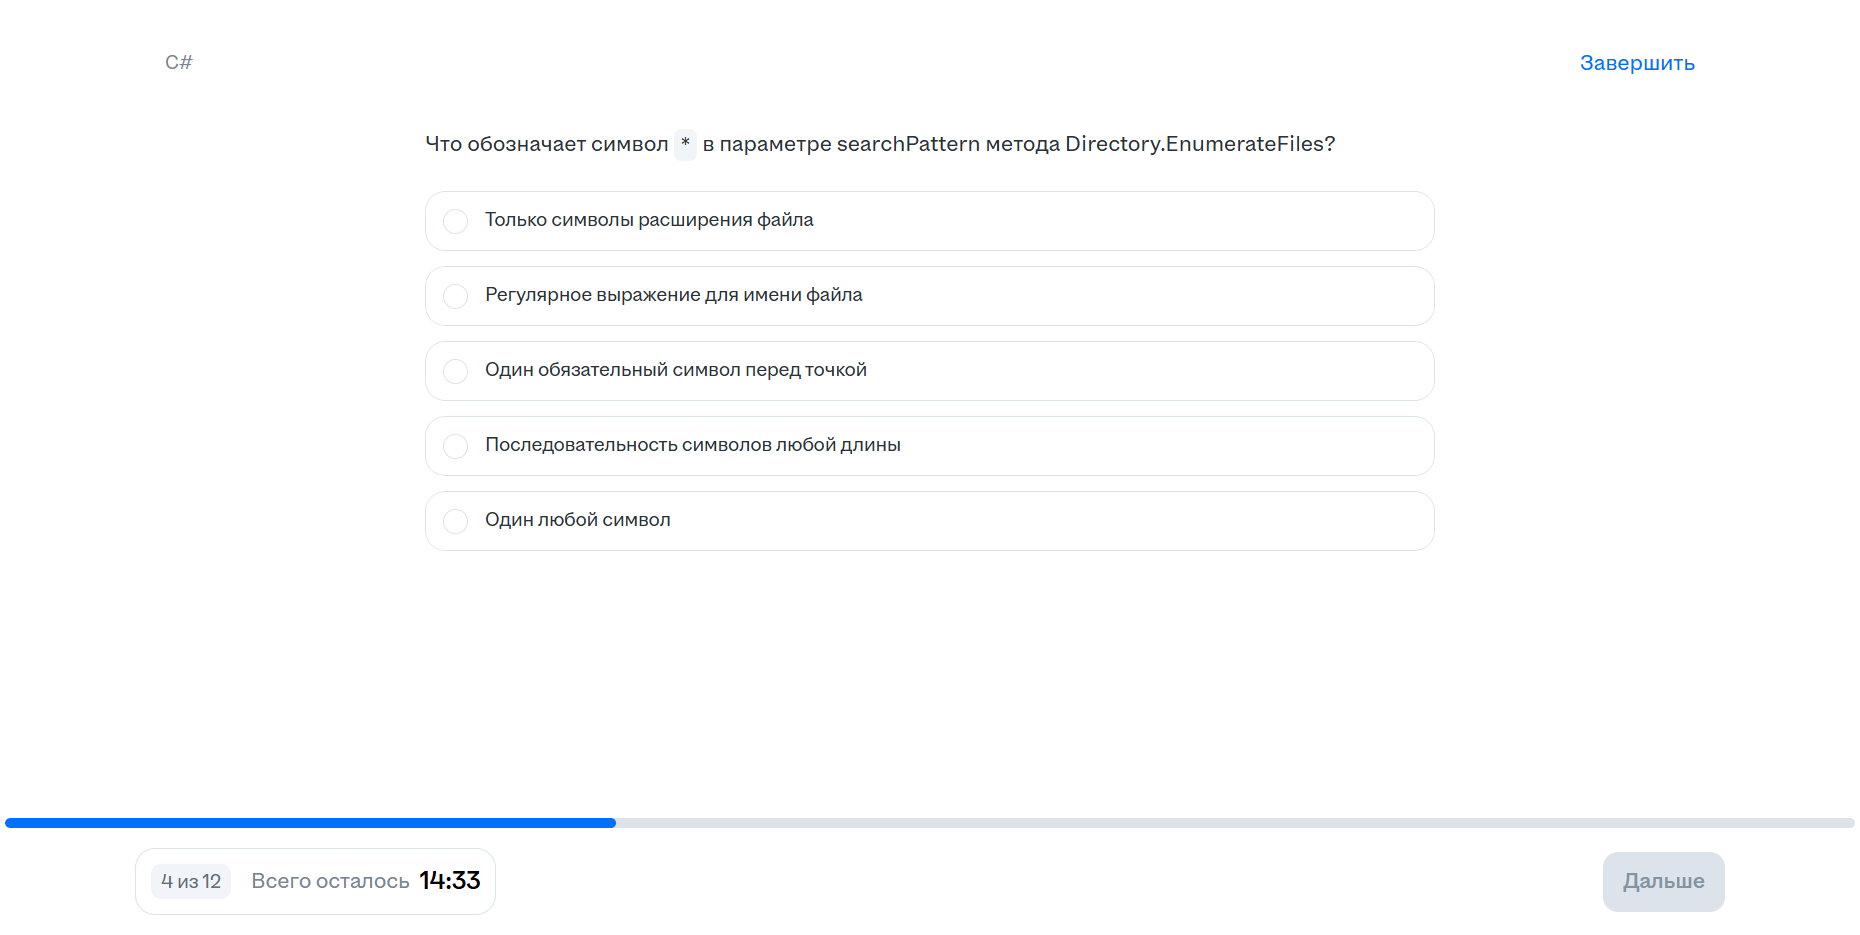 C#
Завершить
Что обозначает символ * в параметре searchPattern метода Directory.EnumerateFiles?
Только символы расширения файла
Регулярное выражение для имени файла
Один обязательный символ перед точкой
Последовательность символов любой длины
Один любой символ
4 из 12
Всего осталось 14:33
Дальше